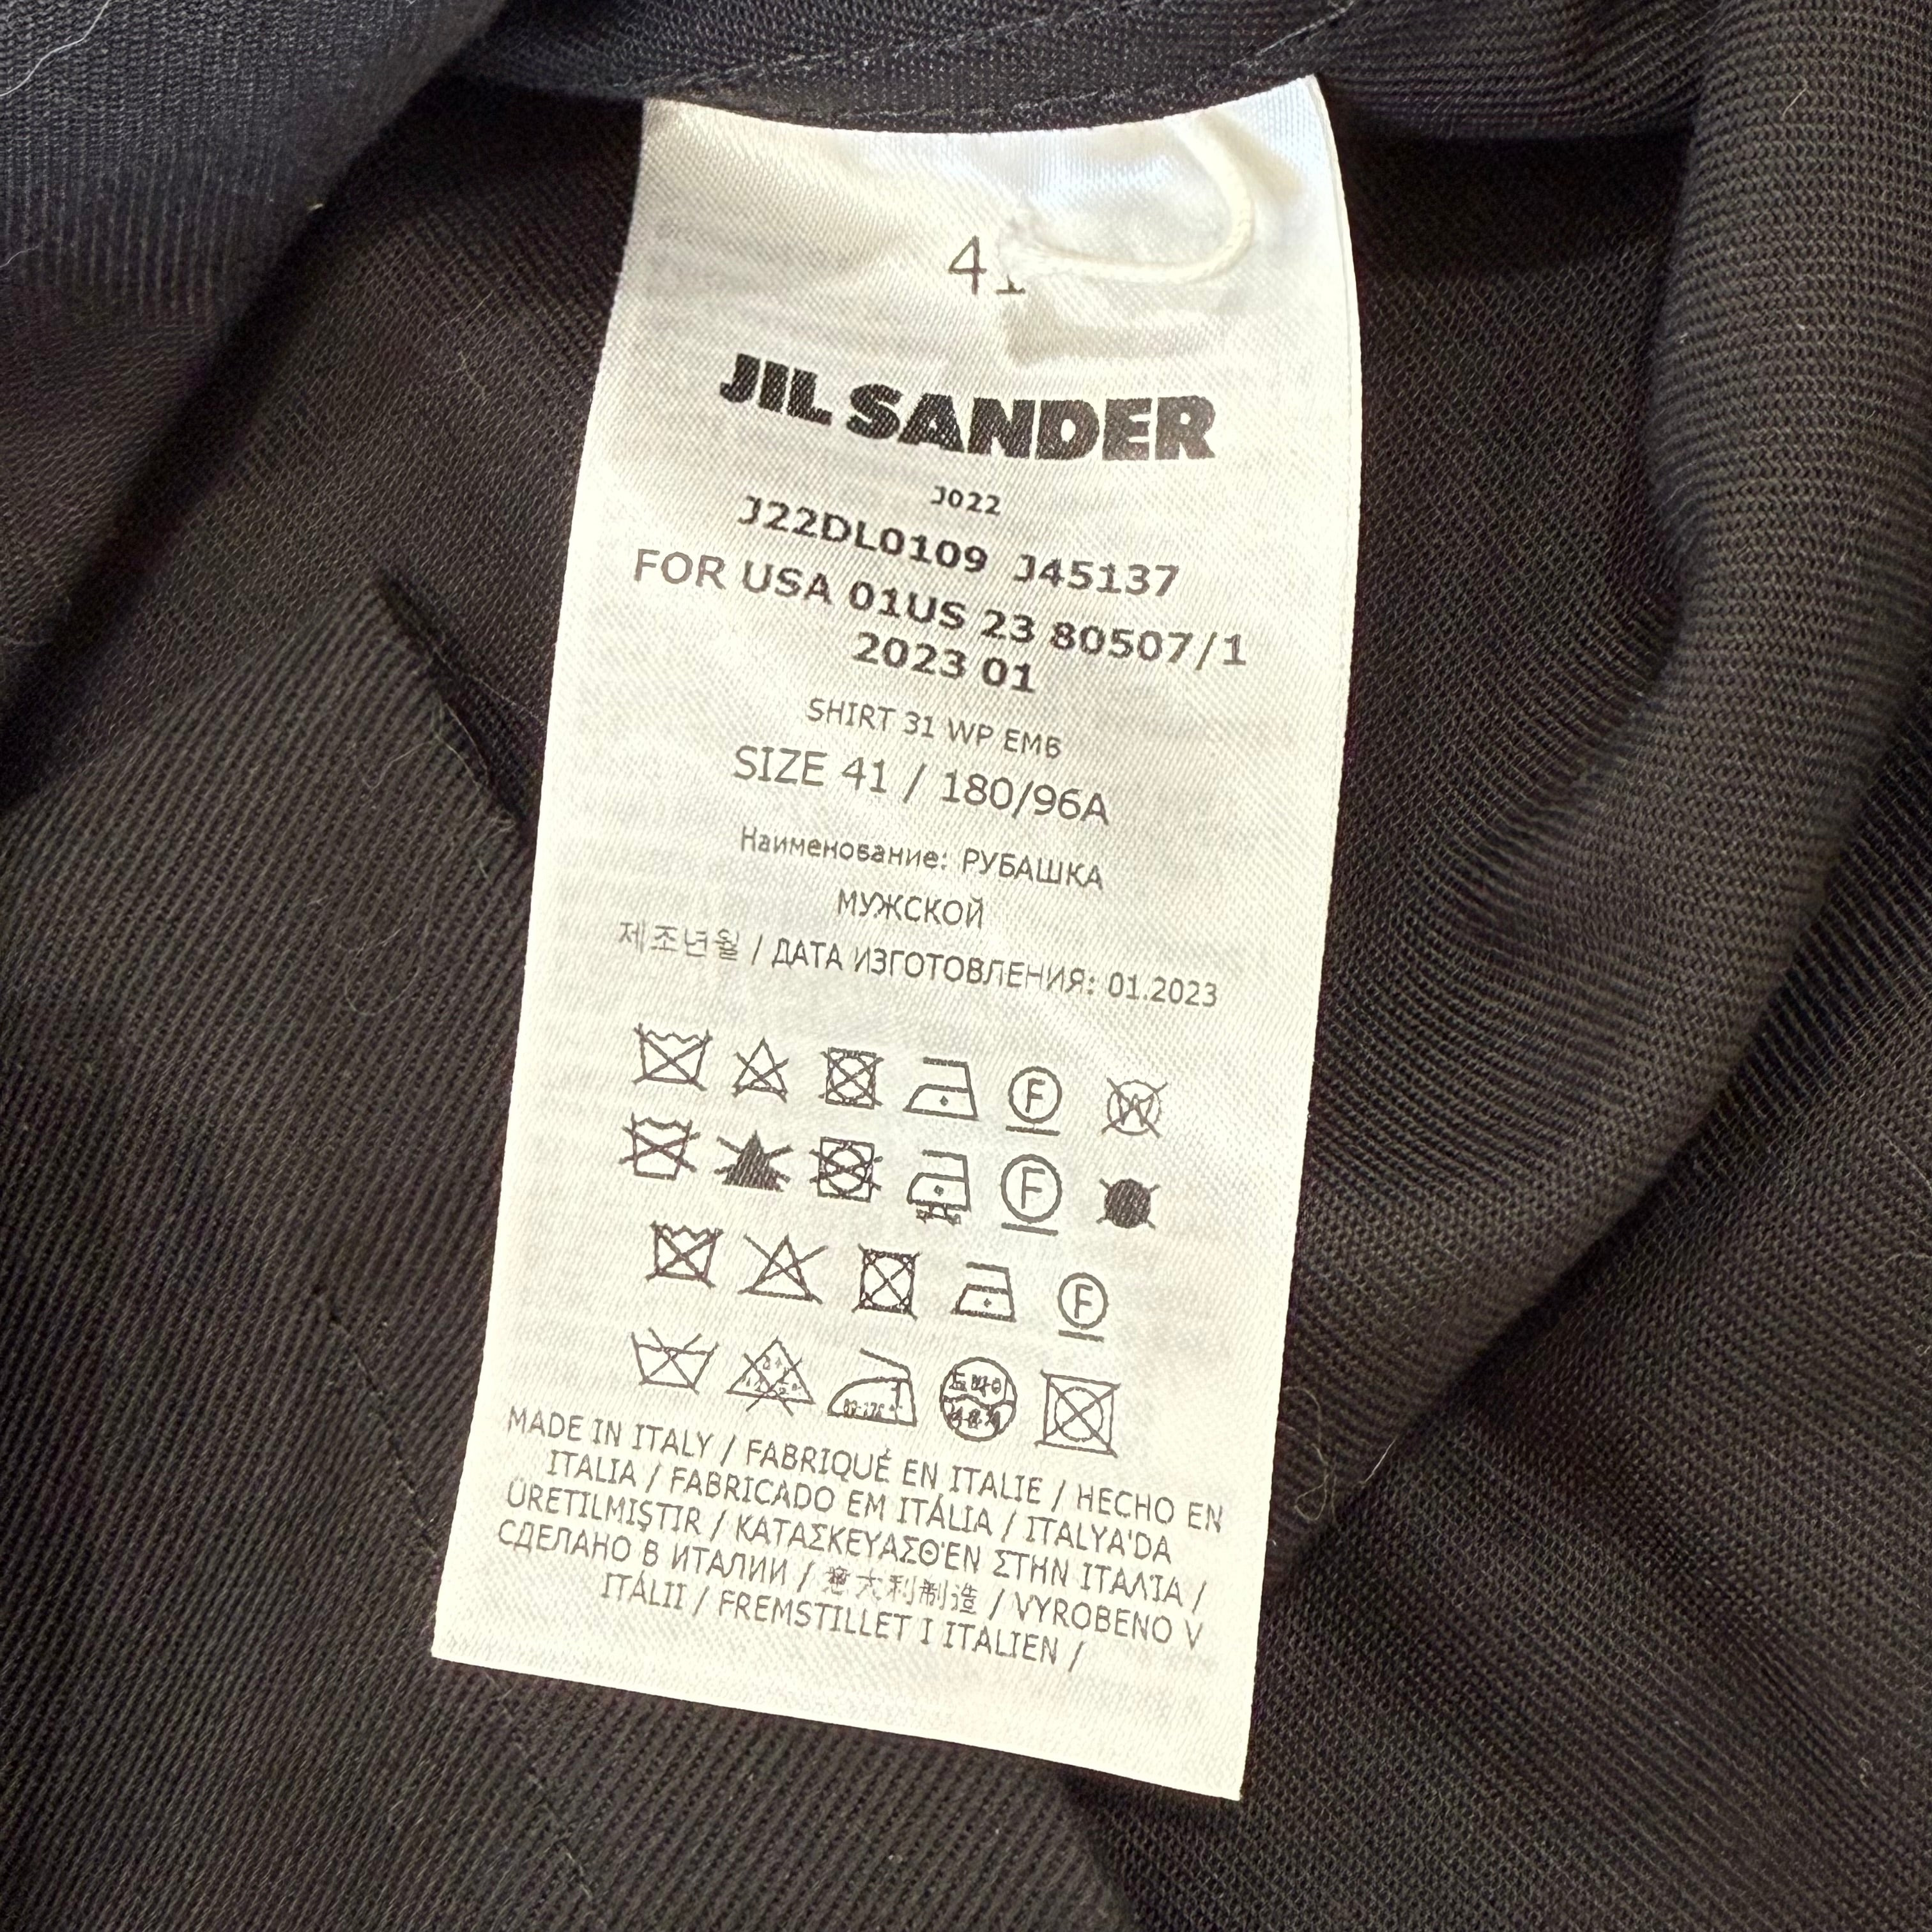 41
JIL SANDER
J022
J22DL0109 J45137
FOR USA 01US 23 80507/1
2023 01
SHIRT 31 WP EMB
SIZE 41 / 180/96A
Наименование: РУБАШКА
МУЖСКОЙ
제조년월 / ДАТА ИЗГОТОВЛЕНИЯ: 01.2023
F W
F
F
MADE IN ITALY / FABRIQUÉ EN ITALIE / HECHO EN
ITALIA / FABRICADO EM ITÁLIA / ITALYA'DA
ÜRETILMIŞTIR / ΚΑΤΑΣΚΕΥΑΣΘΈΝ ΣΤΗΝ ΙΤΑΛΊΑ /
СДЕЛАНО В ИТАЛИИ / 意大利制造 / VYROBENO V
ITÁLII / FREMSTILLET I ITALIEN /